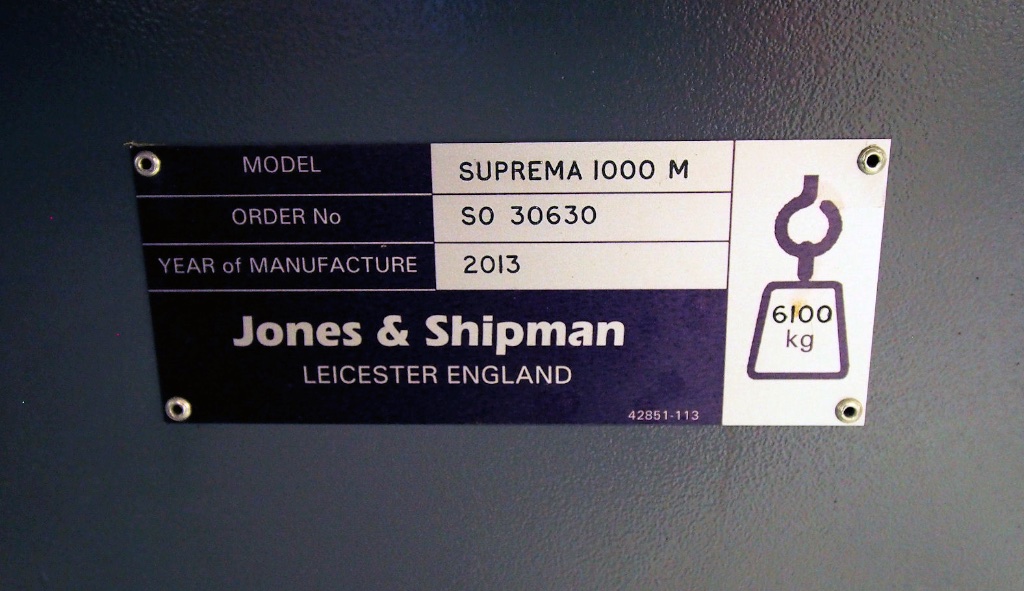 MODEL SUPREMA 1000 M
ORDER No SO 30630
YEAR of MANUFACTURE 2013
Jones & Shipman
LEICESTER ENGLAND
42851-113
6100
kg